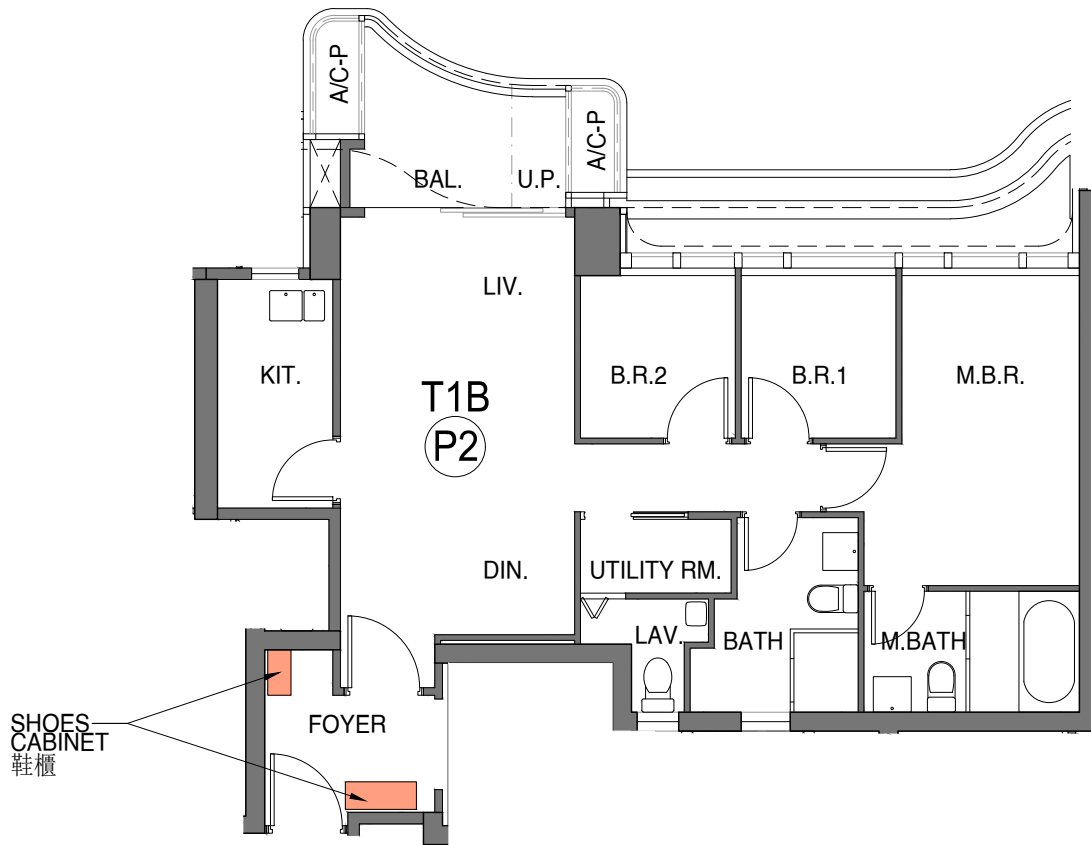 A/C-P
A/C-P
BAL.
U.P.
LIV.
KIT.
B.R.2
B.R.1
M.B.R.
T1B
P2
DIN.
UTILITY RM.
LAV.
BATH
M.BATH
FOYER
SHOES
CABINET
鞋櫃